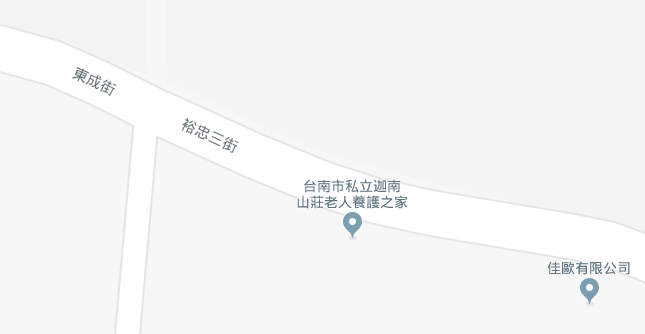 東成街
裕忠三街
台南市私立迦南
山莊老人養護之家
佳歐有限公司